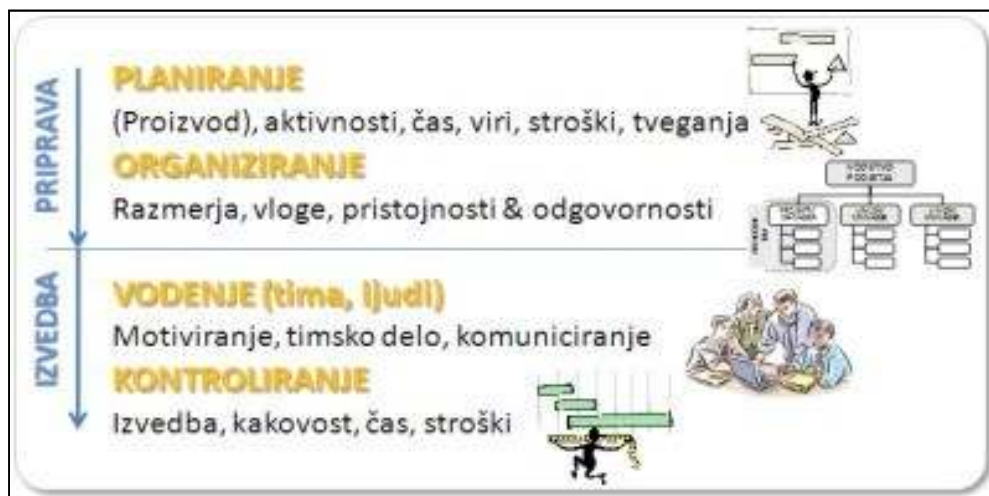 PRIPRAVA
PLANIRANJE
(Proizvod), aktivnosti, čas, viri, stroški, tveganja
ORGANIZIRANJE
Razmerja, vloge, pristojnosti & odgovornosti
IZVEDBA
VODENJE (tima, ljudi)
Motiviranje, timsko delo, komuniciranje
KONTROLIRANJE
Izvedba, kakovost, čas, stroški